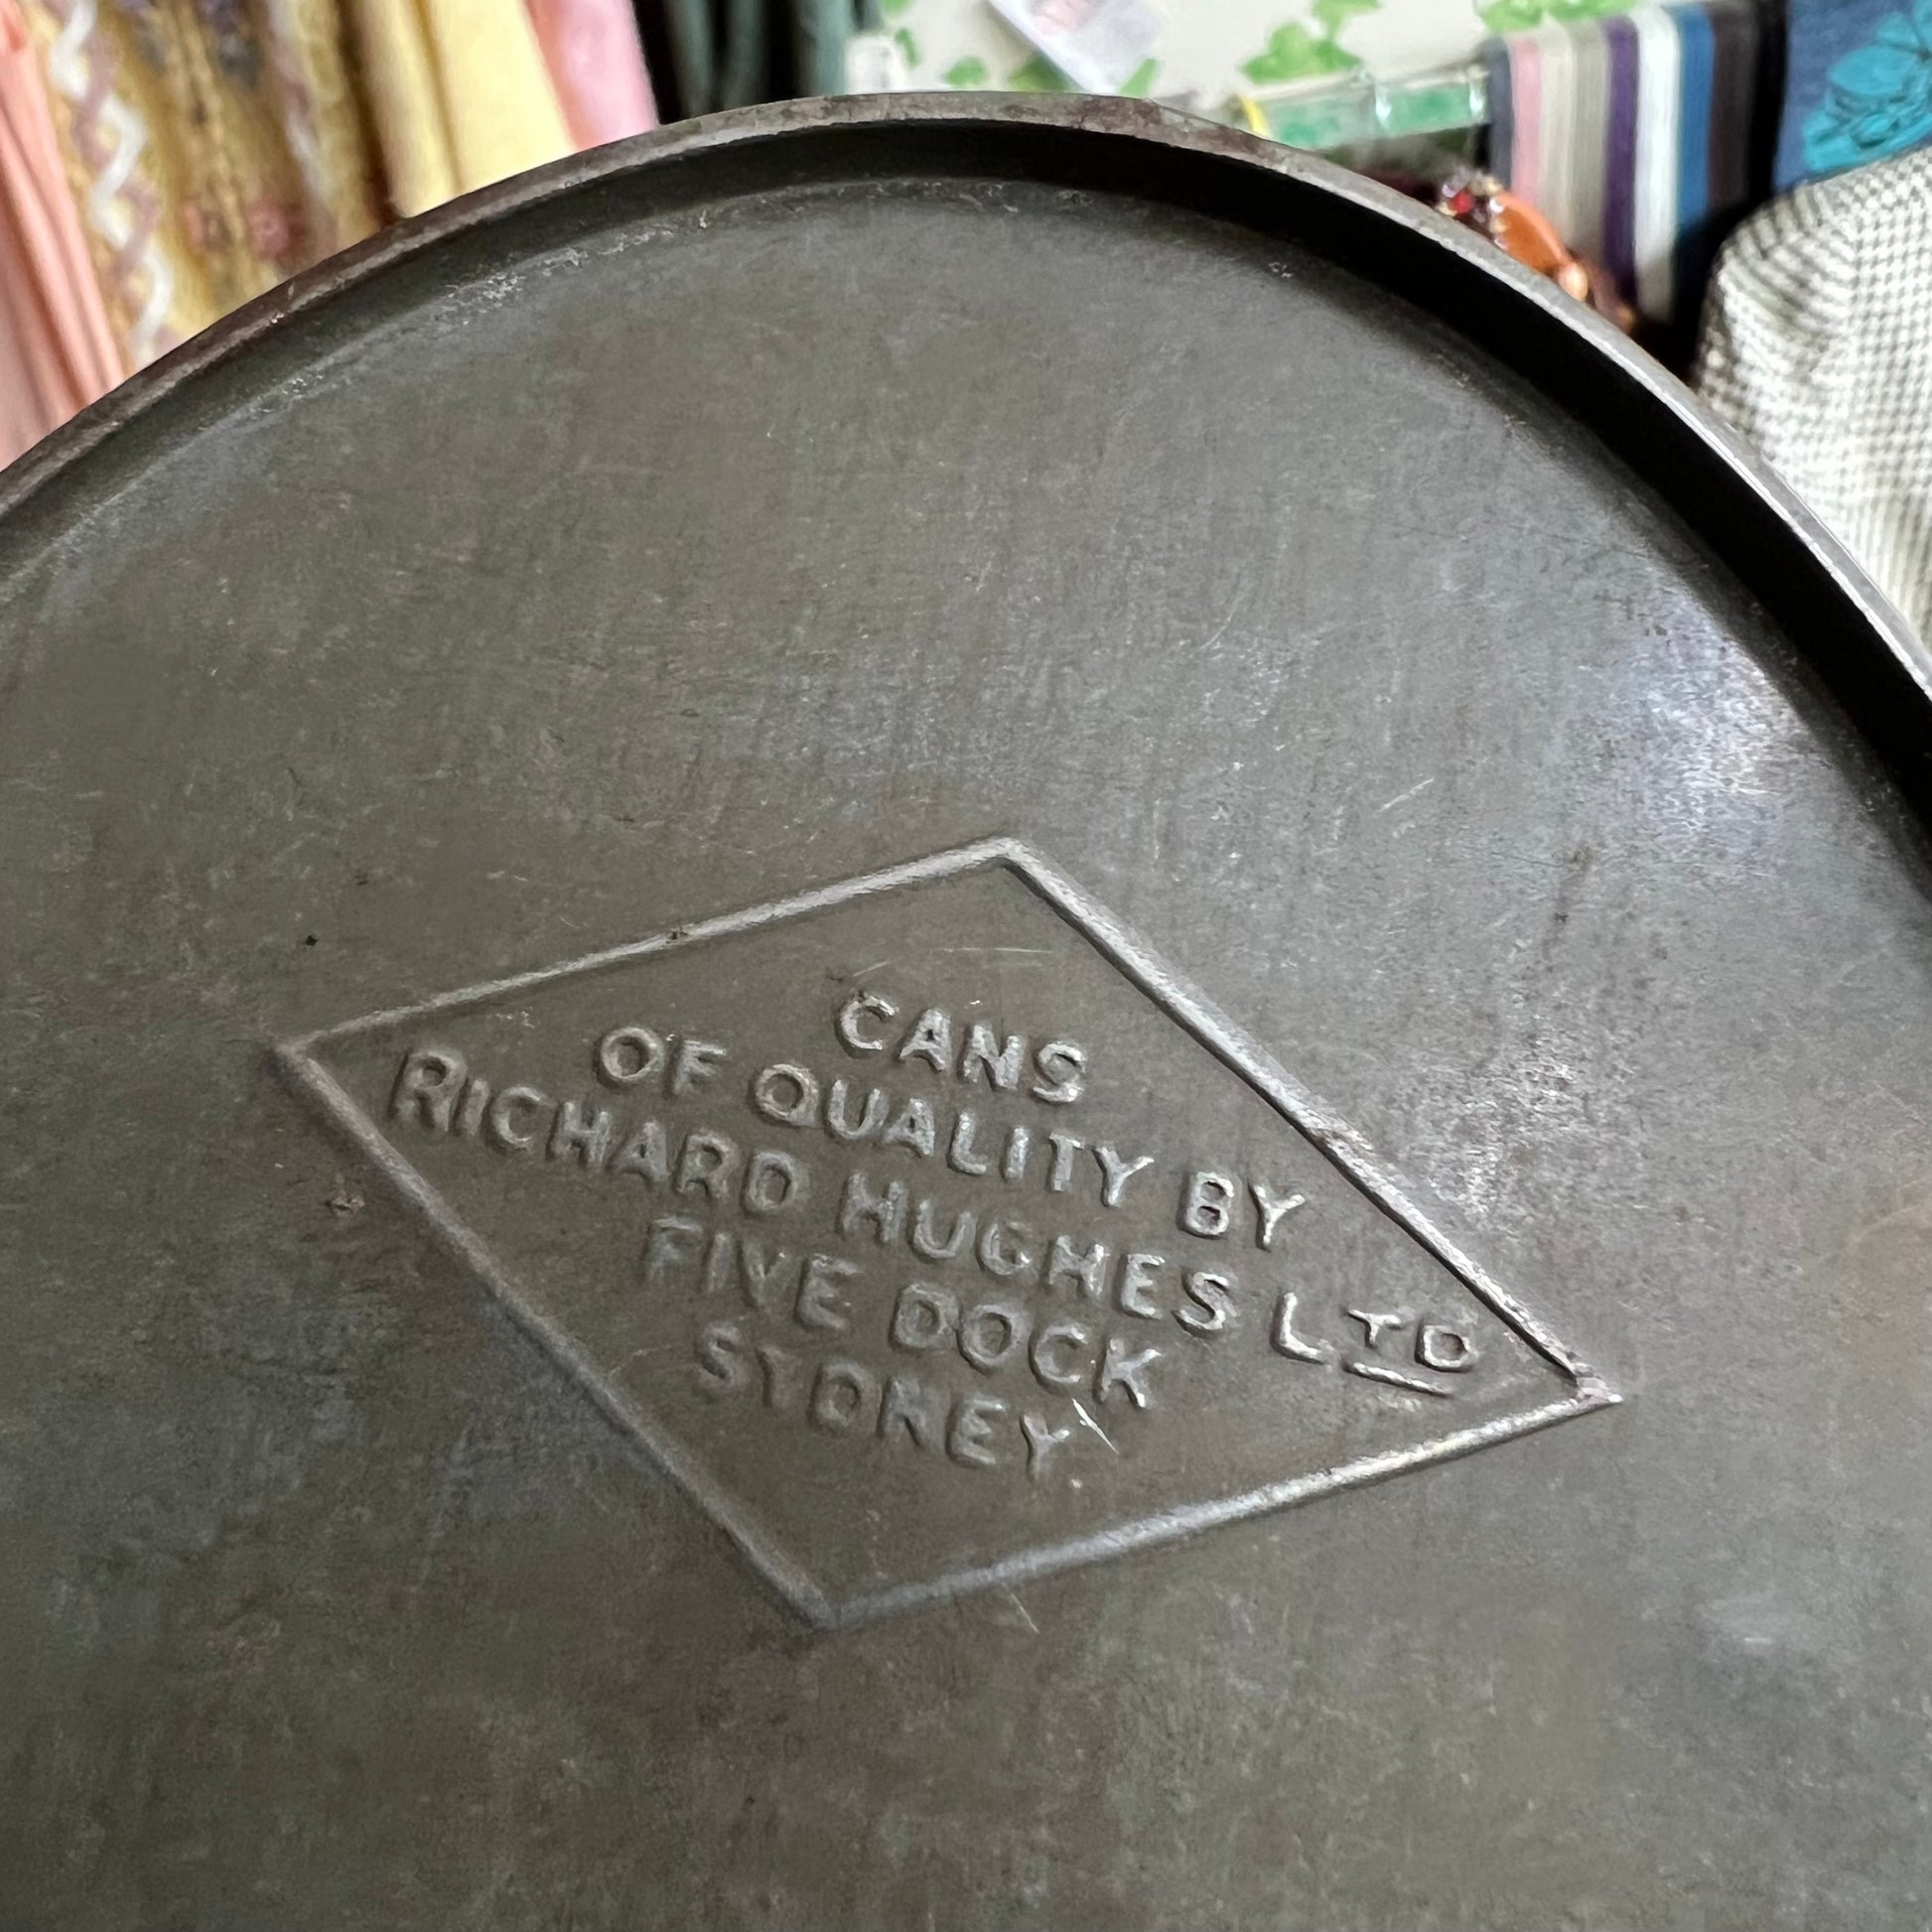 CANS
OF QUALITY BY
RICHARD HUGHES LTD
FIVE DOCK
SYDNEY.